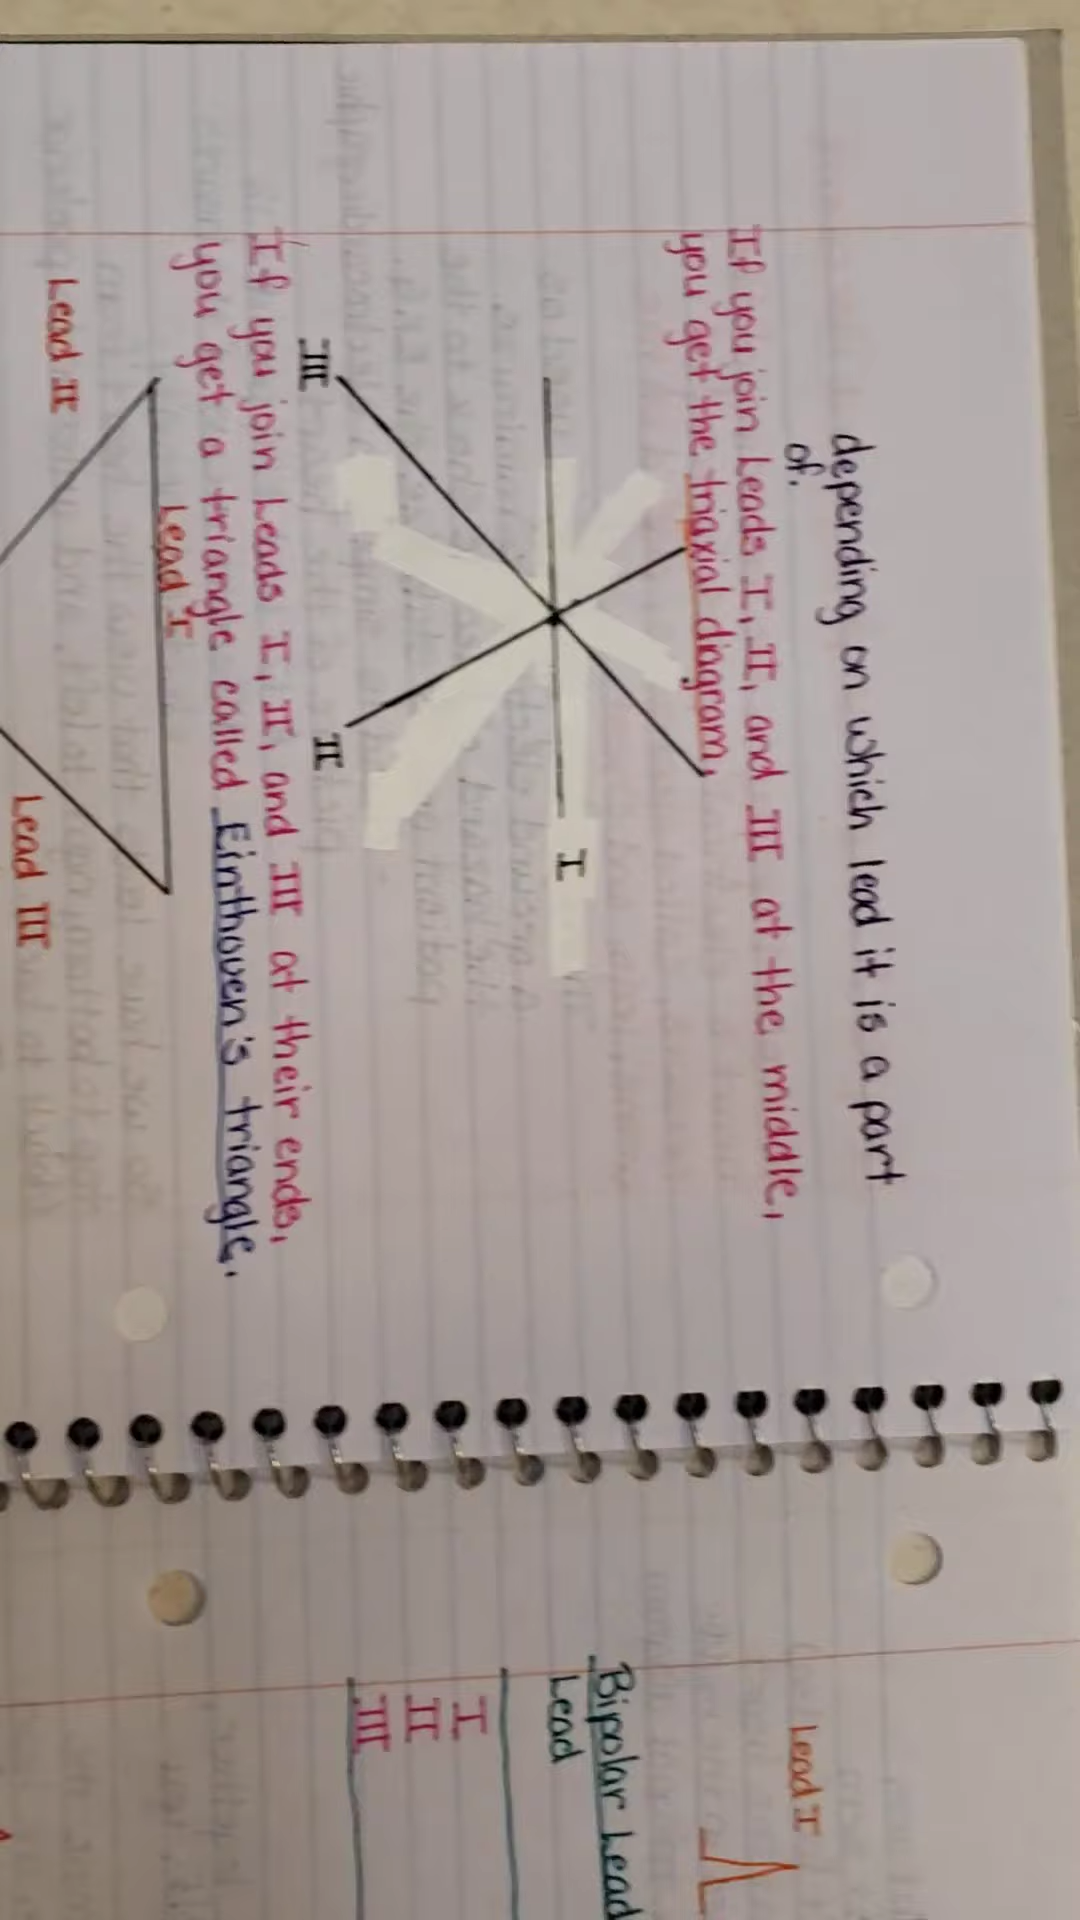 depending on which lead it is a part
of.
If you join Leads I, II, and III at the middle,
you get the triaxial diagram.
I
III
II
If you join Leads I, II, and III at their ends,
you get a triangle called Einthoven's triangle.
Lead I
Lead II
Lead III
Lead I
Bipolar Lead
Lead
I
II
III